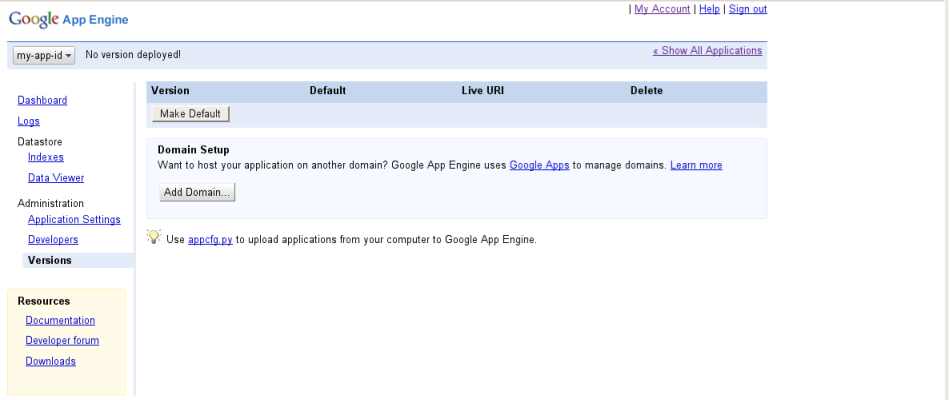 | My Account | Help | Sign out
Google App Engine
my-app-id No version deployed! « Show All Applications
Version Default Live URI Delete
Make Default
Domain Setup
Want to host your application on another domain? Google App Engine uses Google Apps to manage domains. Learn more
Add Domain...
Use appcfg.py to upload applications from your computer to Google App Engine.
Dashboard
Logs
Datastore
Indexes
Data Viewer
Administration
Application Settings
Developers
Versions
Resources
Documentation
Developer forum
Downloads